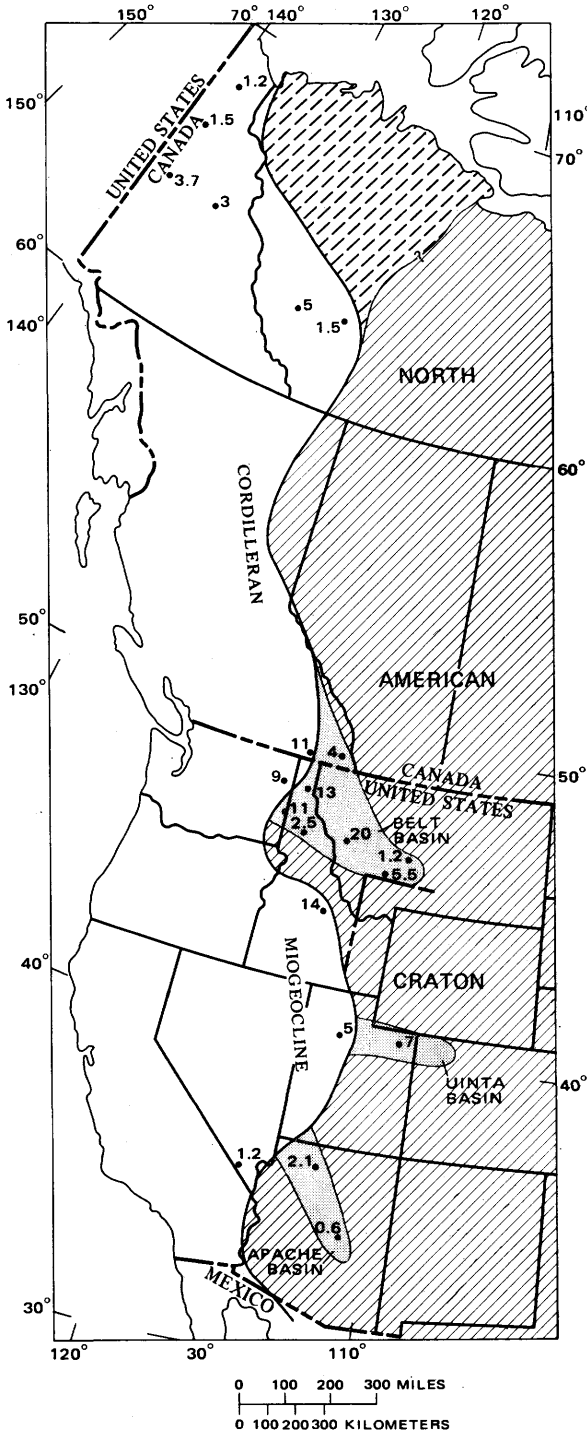 150° 70° 140° 130° 120°
150°
110°
70°
1.2
1.5
UNITED STATES
CANADA
3.7
3
60°
140°
5
1.5
NORTH
60°
CORDILLERAN
50°
130°
AMERICAN
11
4
CANADA
UNITED STATES
50°
9
13
11
2.5
20
BELT
BASIN
1.2
5.5
14
MIOGEOCLINE
40°
CRATON
5
7
UINTA
BASIN
40°
1.2
2.1
0.6
APACHE
BASIN
MEXICO
30°
120° 30° 110°
0 100 200 300 MILES
0 100 200 300 KILOMETERS